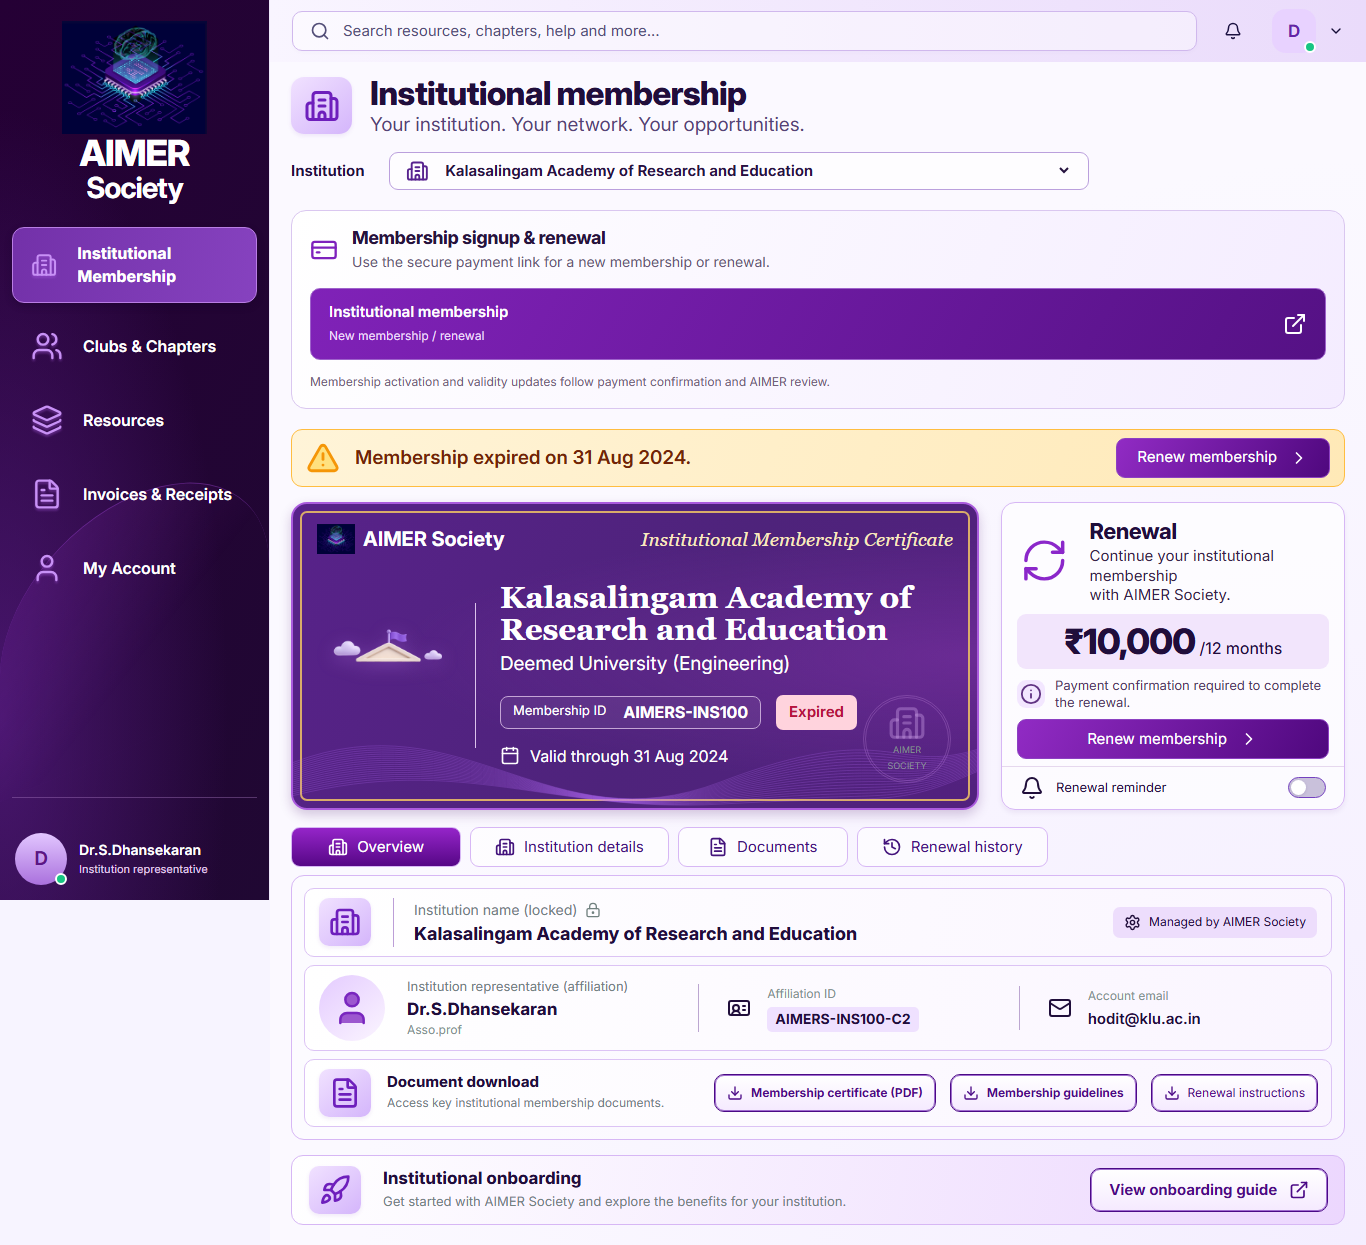 AIMER
Society
Institutional
Membership
Clubs & Chapters
Resources
Invoices & Receipts
My Account
D
Dr.S.Dhansekaran
Institution representative
Search resources, chapters, help and more...
D
Institutional membership
Your institution. Your network. Your opportunities.
Institution
Kalasalingam Academy of Research and Education
Membership signup & renewal
Use the secure payment link for a new membership or renewal.
Institutional membership
New membership / renewal
Membership activation and validity updates follow payment confirmation and AIMER review.
Membership expired on 31 Aug 2024.
Renew membership
AIMER Society
Institutional Membership Certificate
Kalasalingam Academy of
Research and Education
Deemed University (Engineering)
Membership ID AIMERS-INS100
Expired
Valid through 31 Aug 2024
AIMER
SOCIETY
Renewal
Continue your institutional
membership
with AIMER Society.
₹10,000 /12 months
Payment confirmation required to complete
the renewal.
Renew membership
Renewal reminder
Overview
Institution details
Documents
Renewal history
Institution name (locked)
Kalasalingam Academy of Research and Education
Managed by AIMER Society
Institution representative (affiliation)
Dr.S.Dhansekaran
Asso.prof
Affiliation ID
AIMERS-INS100-C2
Account email
hodit@klu.ac.in
Document download
Access key institutional membership documents.
Membership certificate (PDF)
Membership guidelines
Renewal instructions
Institutional onboarding
Get started with AIMER Society and explore the benefits for your institution.
View onboarding guide